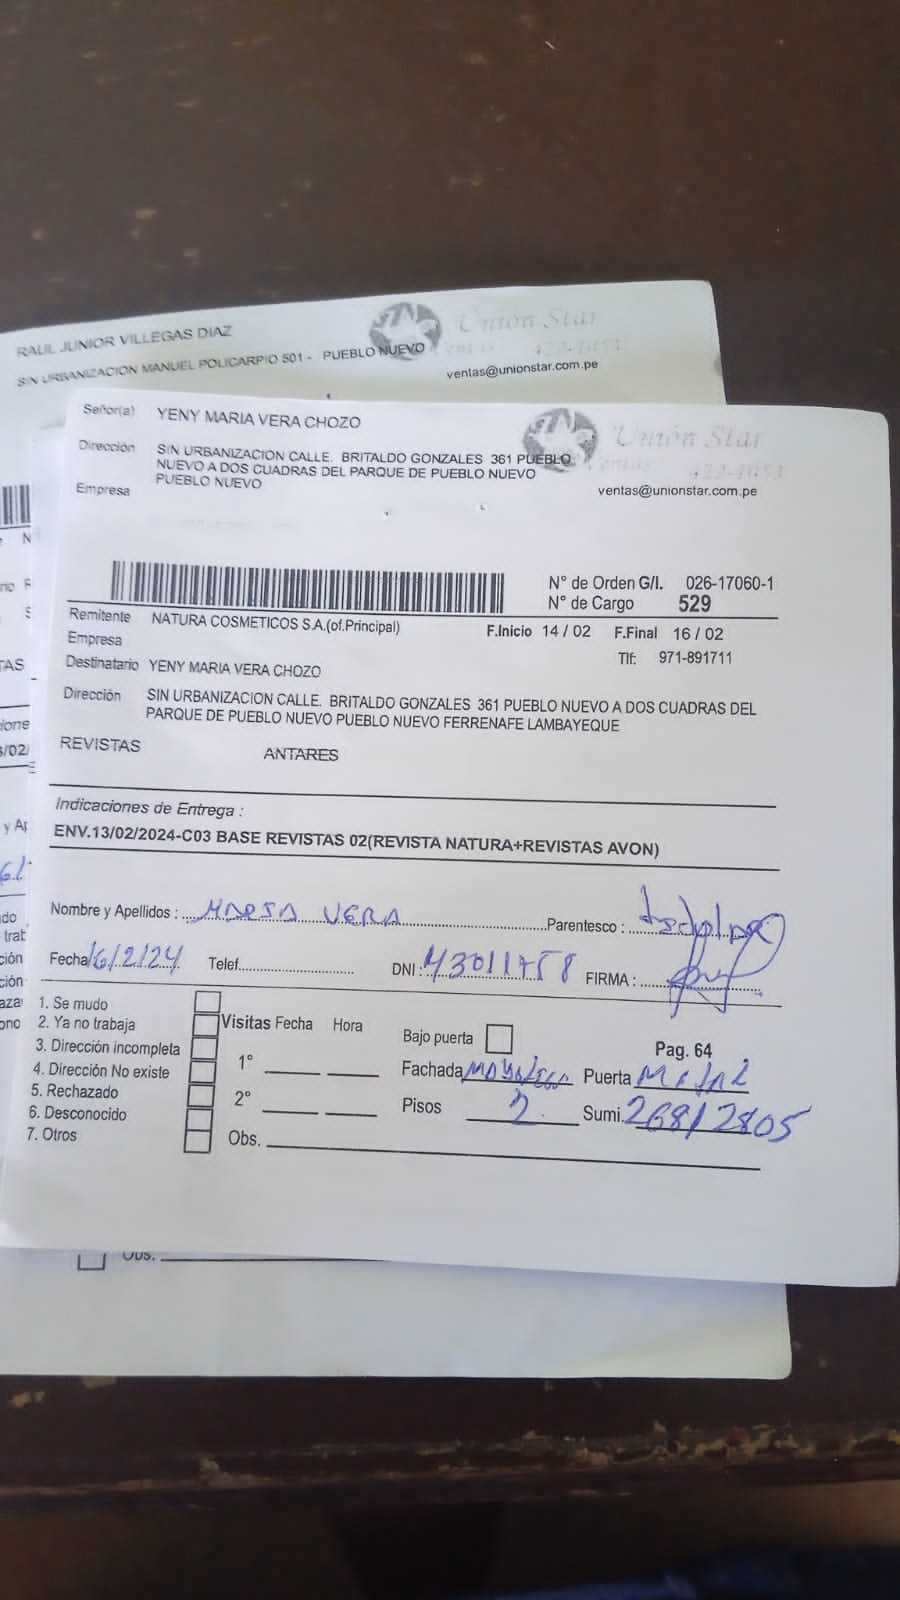 RAUL JUNIOR VILLEGAS DIAZ
SIN URBANIZACION MANUEL POLICARPIO 501 - PUEBLO NUEVO
Unión Star
ventas@unionstar.com.pe
Señor(a) YENY MARIA VERA CHOZO
Unión Star
Dirección SIN URBANIZACION CALLE. BRITALDO GONZALES 361 PUEBLO
NUEVO A DOS CUADRAS DEL PARQUE DE PUEBLO NUEVO
PUEBLO NUEVO
Empresa
ventas@unionstar.com.pe
N° de Orden G/I. 026-17060-1
N° de Cargo 529
Remitente NATURA COSMETICOS S.A.(of.Principal)
F.Inicio 14 / 02 F.Final 16 / 02
Empresa
Tlf: 971-891711
Destinatario YENY MARIA VERA CHOZO
Dirección SIN URBANIZACION CALLE. BRITALDO GONZALES 361 PUEBLO NUEVO A DOS CUADRAS DEL
PARQUE DE PUEBLO NUEVO PUEBLO NUEVO FERRENAFE LAMBAYEQUE
REVISTAS ANTARES
Indicaciones de Entrega :
ENV.13/02/2024-C03 BASE REVISTAS 02(REVISTA NATURA+REVISTAS AVON)
Nombre y Apellidos : MARIA VERA Parentesco :
Fecha 16/2/24 Telef. DNI : 43011758 FIRMA :
1. Se mudo
2. Ya no trabaja
3. Dirección incompleta
4. Dirección No existe
5. Rechazado
6. Desconocido
7. Otros
Visitas Fecha Hora
1°
2°
Obs.
Bajo puerta
Pag. 64
Fachada Puerta
Pisos 2 Sumi. 26812805
Obs.